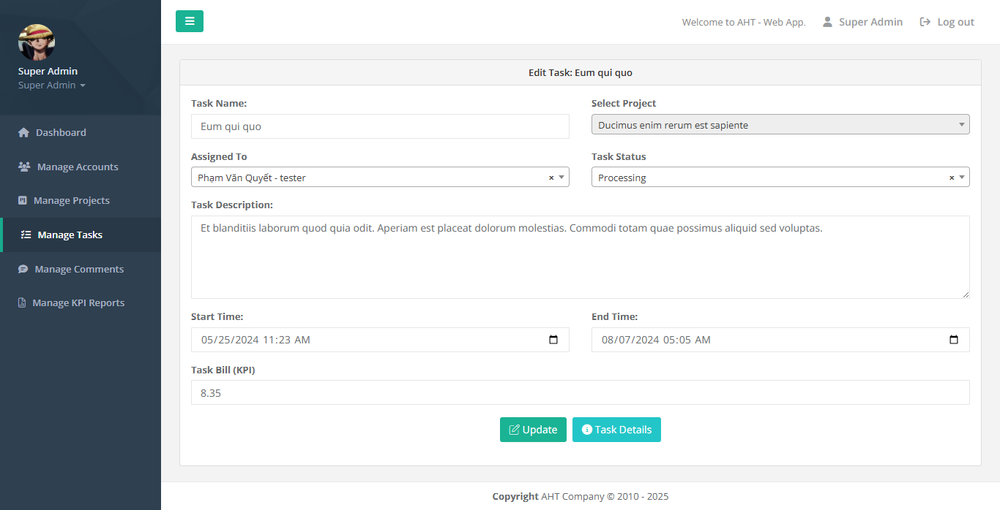 Super Admin
Super Admin
Dashboard
Manage Accounts
Manage Projects
Manage Tasks
Manage Comments
Manage KPI Reports
Welcome to AHT - Web App.
Super Admin
Log out
Edit Task: Eum qui quo
Task Name:
Eum qui quo
Select Project
Ducimus enim rerum est sapiente
Assigned To
Phạm Văn Quyết - tester
×
Task Status
Processing
×
Task Description:
Et blanditiis laborum quod quia odit. Aperiam est placeat dolorum molestias. Commodi totam quae possimus aliquid sed voluptas.
Start Time:
05/25/2024 11:23 AM
End Time:
08/07/2024 05:05 AM
Task Bill (KPI)
8.35
Update
Task Details
Copyright AHT Company © 2010 - 2025